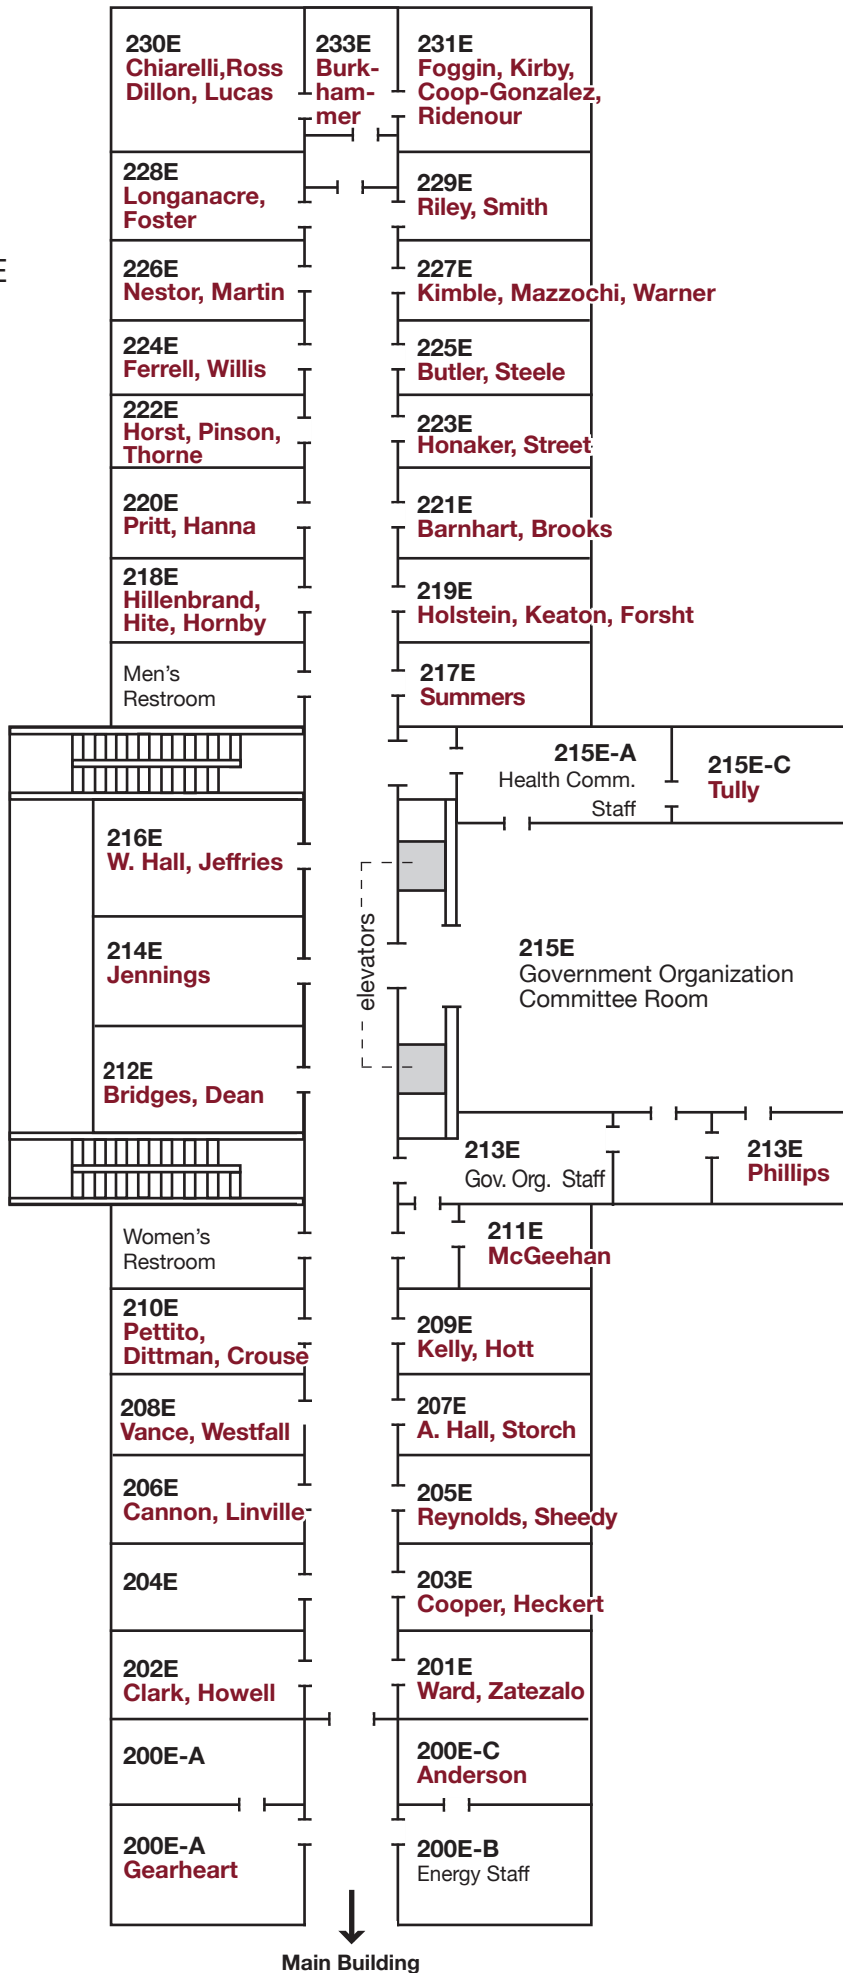 230E
Chiarelli,Ross
Dillon, Lucas
233E
Burk-
ham-
mer
231E
Foggin, Kirby,
Coop-Gonzalez,
Ridenour
228E
Longanacre,
Foster
229E
Riley, Smith
E
226E
Nestor, Martin
227E
Kimble, Mazzochi, Warner
224E
Ferrell, Willis
225E
Butler, Steele
222E
Horst, Pinson,
Thorne
223E
Honaker, Street
220E
Pritt, Hanna
221E
Barnhart, Brooks
218E
Hillenbrand,
Hite, Hornby
219E
Holstein, Keaton, Forsht
Men's
Restroom
217E
Summers
215E-A
Health Comm.
Staff
215E-C
Tully
216E
W. Hall, Jeffries
elevators
214E
Jennings
215E
Government Organization
Committee Room
212E
Bridges, Dean
213E
Gov. Org. Staff
213E
Phillips
Women's
Restroom
211E
McGeehan
210E
Pettito,
Dittman, Crouse
209E
Kelly, Hott
208E
Vance, Westfall
207E
A. Hall, Storch
206E
Cannon, Linville
205E
Reynolds, Sheedy
204E
203E
Cooper, Heckert
202E
Clark, Howell
201E
Ward, Zatezalo
200E-A
200E-C
Anderson
200E-A
Gearheart
200E-B
Energy Staff
Main Building